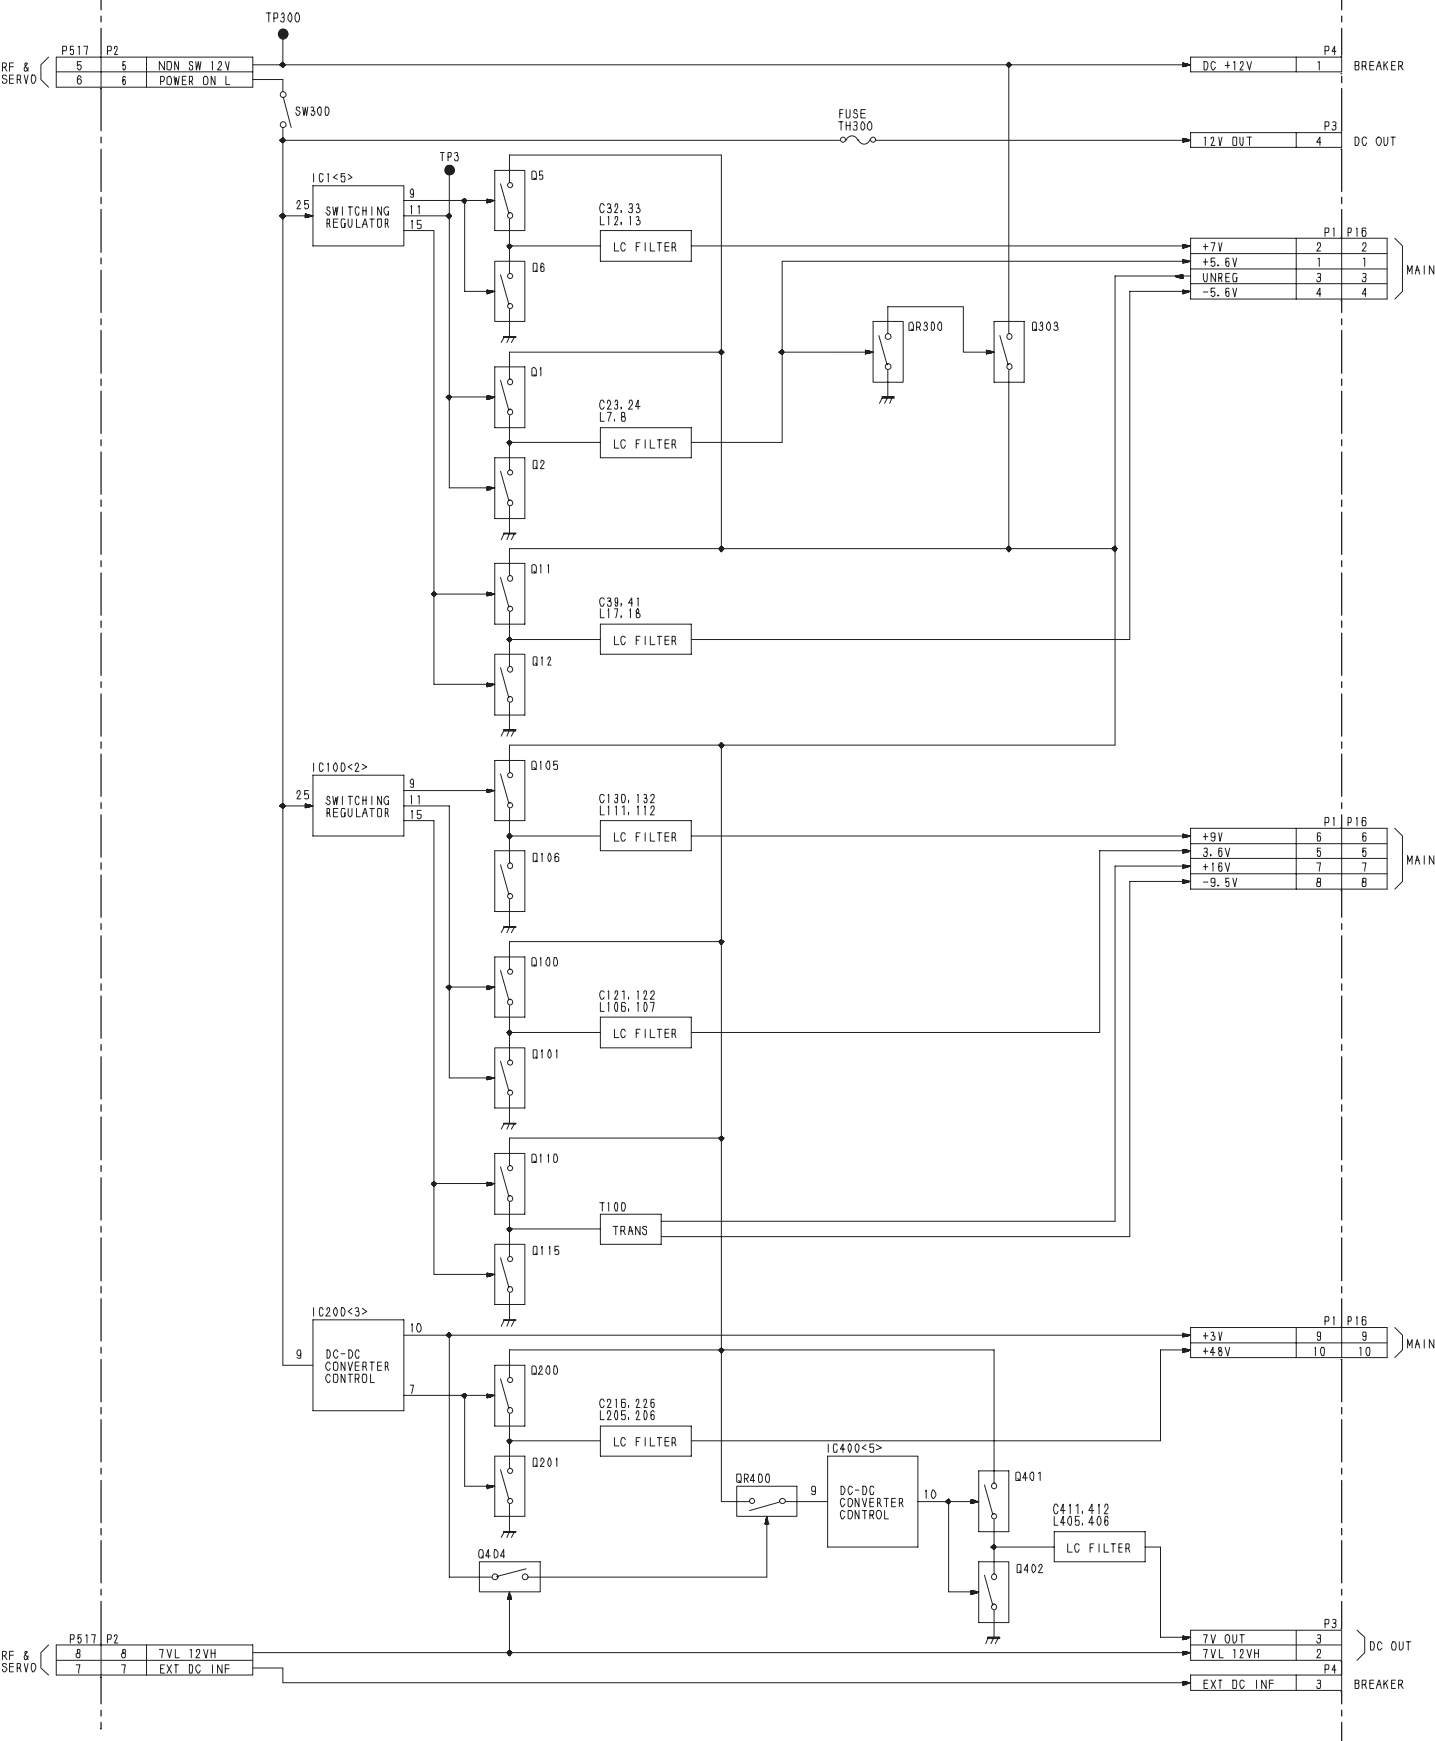 TP300
P517 P2
RF &
SERVO
5 5 NON SW 12V
6 6 POWER ON L
P4
DC +12V 1 BREAKER
SW300
FUSE
TH300
P3
12V OUT 4 DC OUT
TP3
IC1<5>
25
SWITCHING
REGULATOR
9
11
15
Q5
C32,33
L12,13
LC FILTER
Q6
P1 P16
+7V 2 2
+5.6V 1 1
UNREG 3 3
-5.6V 4 4
MAIN
QR300
Q303
Q1
C23,24
L7,8
LC FILTER
Q2
Q11
C39,41
L17,18
LC FILTER
Q12
IC100<2>
25
SWITCHING
REGULATOR
9
11
15
Q105
C130,132
L111,112
LC FILTER
Q106
P1 P16
+9V 6 6
3.6V 5 5
+16V 7 7
-9.5V 8 8
MAIN
Q100
C121,122
L106,107
LC FILTER
Q101
Q110
T100
TRANS
Q115
IC200<3>
9
DC-DC
CONVERTER
CONTROL
10
7
P1 P16
+3V 9 9
+48V 10 10
MAIN
Q200
C216,226
L205,206
LC FILTER
Q201
QR400
IC400<5>
9
DC-DC
CONVERTER
CONTROL
10
Q401
C411,412
L405,406
LC FILTER
Q402
Q404
P517 P2
RF &
SERVO
8 8 7VL 12VH
7 7 EXT DC INF
P3
7V OUT 3
7VL 12VH 2
DC OUT
P4
EXT DC INF 3 BREAKER